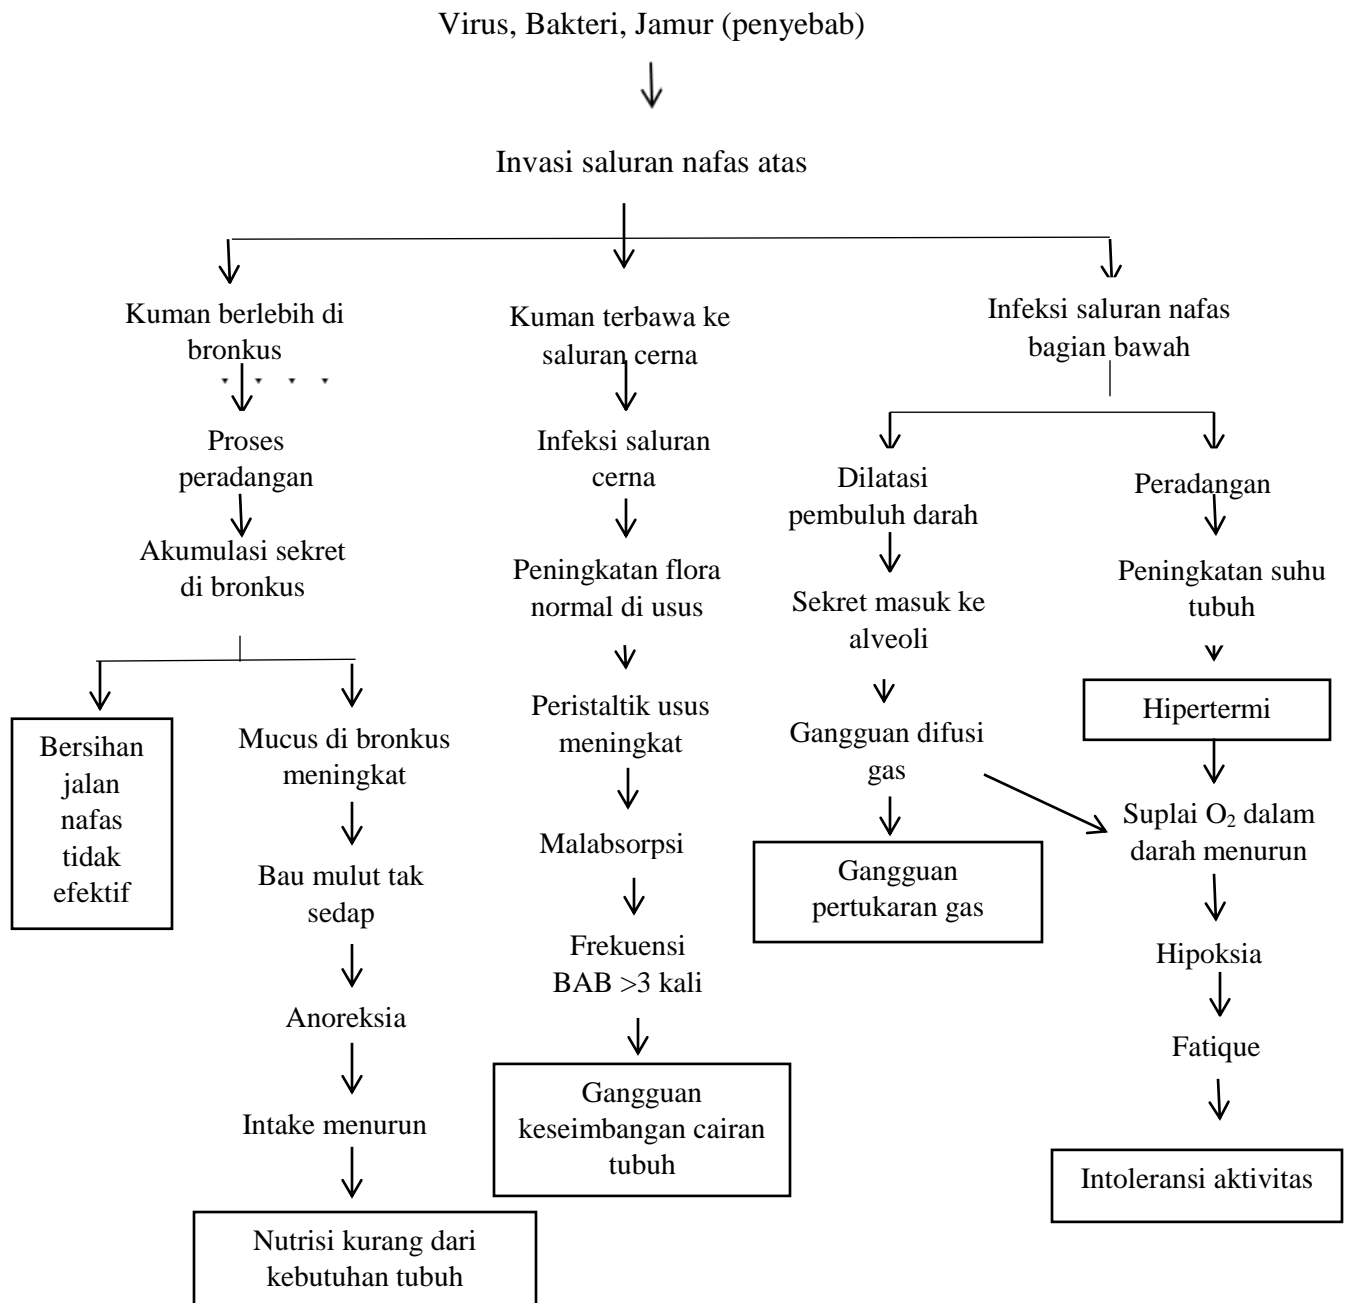 Virus, Bakteri, Jamur (penyebab)
Invasi saluran nafas atas
Kuman berlebih di
bronkus
Proses
peradangan
Akumulasi sekret
di bronkus
Bersihan
jalan
nafas
tidak
efektif
Mucus di bronkus
meningkat
Bau mulut tak
sedap
Anoreksia
Intake menurun
Nutrisi kurang dari
kebutuhan tubuh
Kuman terbawa ke
saluran cerna
Infeksi saluran
cerna
Peningkatan flora
normal di usus
Peristaltik usus
meningkat
Malabsorpsi
Frekuensi
BAB >3 kali
Gangguan
keseimbangan cairan
tubuh
Infeksi saluran nafas
bagian bawah
Dilatasi
pembuluh darah
Sekret masuk ke
alveoli
Gangguan difusi
gas
Gangguan
pertukaran gas
Peradangan
Peningkatan suhu
tubuh
Hipertermi
Suplai O₂ dalam
darah menurun
Hipoksia
Fatique
Intoleransi aktivitas